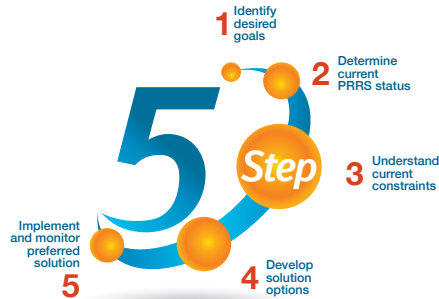 1 Identify
desired
goals
2 Determine
current
PRRS status
5 Step
3 Understand
current
constraints
4 Develop
solution
options
Implement
and monitor
preferred
solution
5